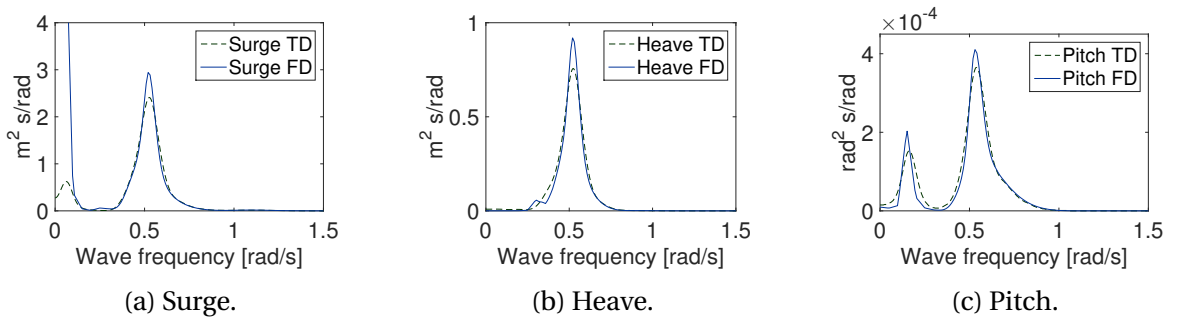 4
3
2
1
0
m² s/rad
Surge TD
Surge FD
0 0.5 1 1.5
Wave frequency [rad/s]
(a) Surge.
1
0.5
0
m² s/rad
Heave TD
Heave FD
0 0.5 1 1.5
Wave frequency [rad/s]
(b) Heave.
×10⁻⁴
4
2
0
rad² s/rad
Pitch TD
Pitch FD
0 0.5 1 1.5
Wave frequency [rad/s]
(c) Pitch.